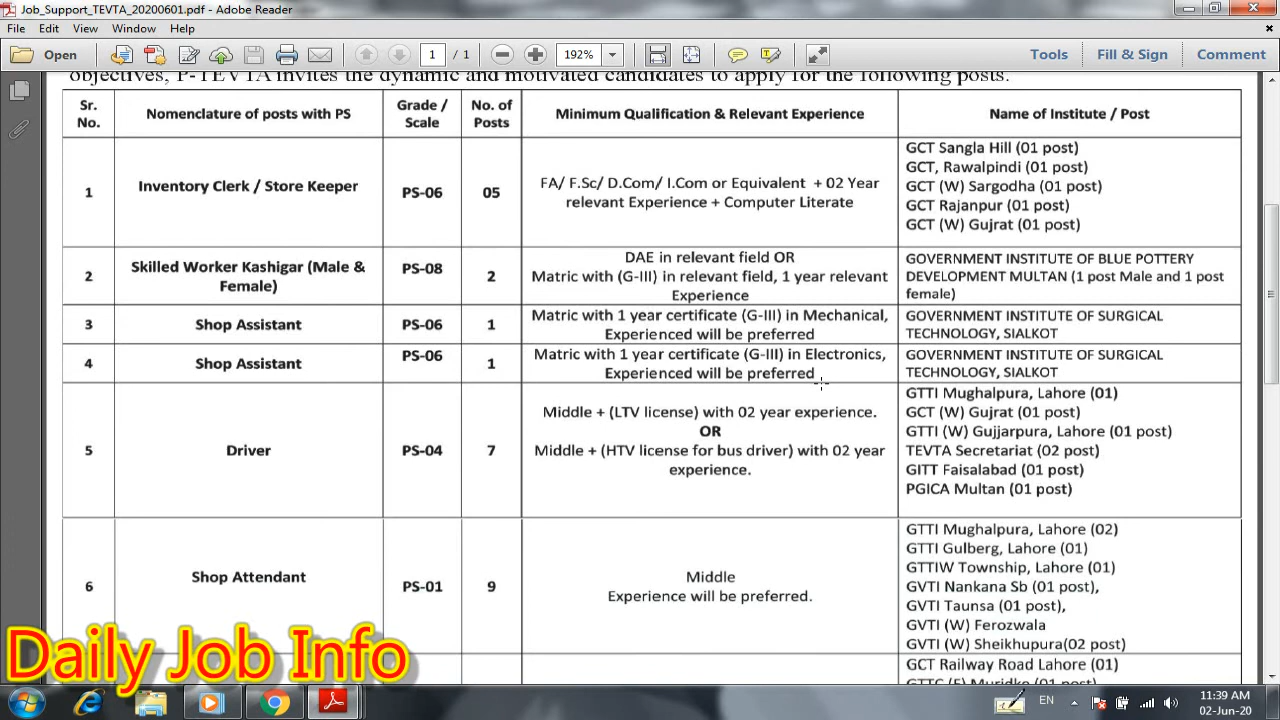 Job_Support_TEVTA_20200601.pdf - Adobe Reader
File Edit View Window Help
Open 1 / 1 192% Tools Fill & Sign Comment
objectives, P-TEVTA invites the dynamic and motivated candidates to apply for the following posts.
Sr. No. Nomenclature of posts with PS Grade / Scale No. of Posts Minimum Qualification & Relevant Experience Name of Institute / Post
1 Inventory Clerk / Store Keeper PS-06 05
FA/ F.Sc/ D.Com/ I.Com or Equivalent + 02 Year
relevant Experience + Computer Literate
GCT Sangla Hill (01 post)
GCT, Rawalpindi (01 post)
GCT (W) Sargodha (01 post)
GCT Rajanpur (01 post)
GCT (W) Gujrat (01 post)
2 Skilled Worker Kashigar (Male & Female) PS-08 2
DAE in relevant field OR
Matric with (G-III) in relevant field, 1 year relevant
Experience
GOVERNMENT INSTITUTE OF BLUE POTTERY
DEVELOPMENT MULTAN (1 post Male and 1 post
female)
3 Shop Assistant PS-06 1
Matric with 1 year certificate (G-III) in Mechanical,
Experienced will be preferred
GOVERNMENT INSTITUTE OF SURGICAL
TECHNOLOGY, SIALKOT
4 Shop Assistant PS-06 1
Matric with 1 year certificate (G-III) in Electronics,
Experienced will be preferred
GOVERNMENT INSTITUTE OF SURGICAL
TECHNOLOGY, SIALKOT
5 Driver PS-04 7
Middle + (LTV license) with 02 year experience.
OR
Middle + (HTV license for bus driver) with 02 year
experience.
GTTI Mughalpura, Lahore (01)
GCT (W) Gujrat (01 post)
GTTI (W) Gujjarpura, Lahore (01 post)
TEVTA Secretariat (02 post)
GITT Faisalabad (01 post)
PGICA Multan (01 post)
6 Shop Attendant PS-01 9
Middle
Experience will be preferred.
GTTI Mughalpura, Lahore (02)
GTTI Gulberg, Lahore (01)
GTTIW Township, Lahore (01)
GVTI Nankana Sb (01 post),
GVTI Taunsa (01 post),
GVTI (W) Ferozwala
GVTI (W) Sheikhupura(02 post)
GCT Railway Road Lahore (01)
GTTC (F) Muridke (01 post)
Daily Job Info
EN
11:39 AM
02-Jun-20